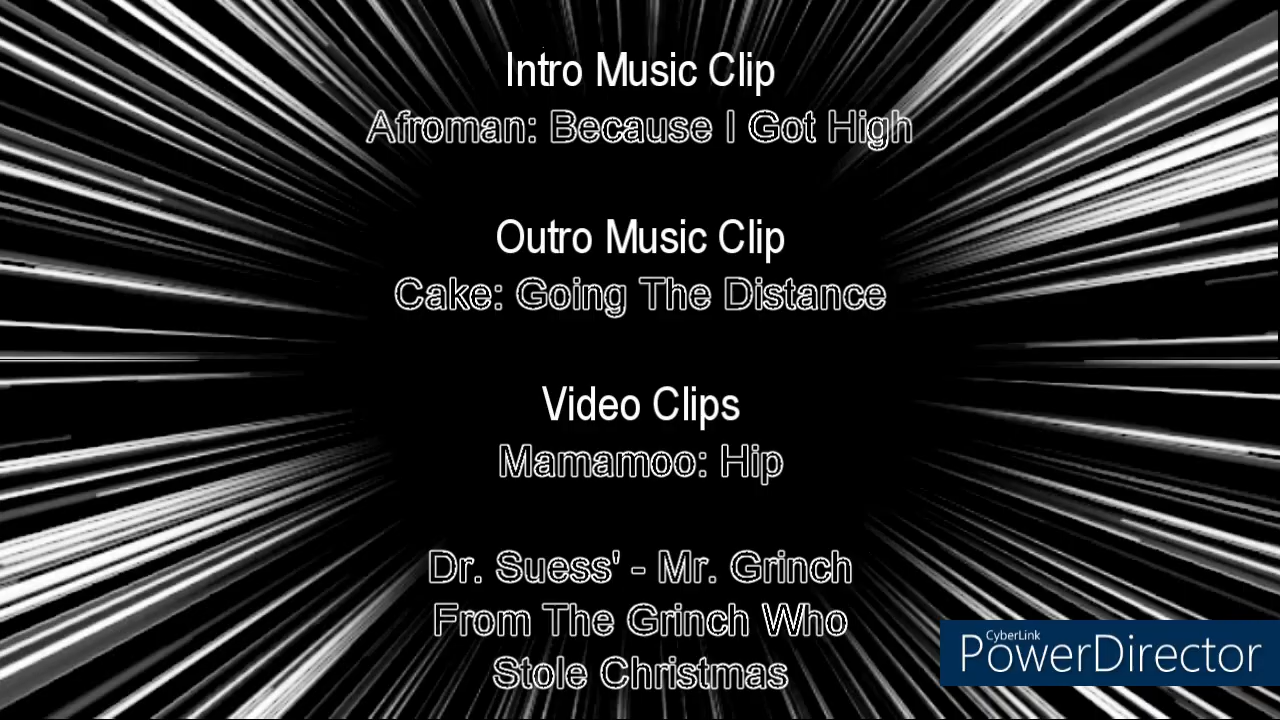 Intro Music Clip
Afroman: Because I Got High
Outro Music Clip
Cake: Going The Distance
Video Clips
Mamamoo: Hip
Dr. Suess' - Mr. Grinch
From The Grinch Who
Stole Christmas
CyberLink
PowerDirector